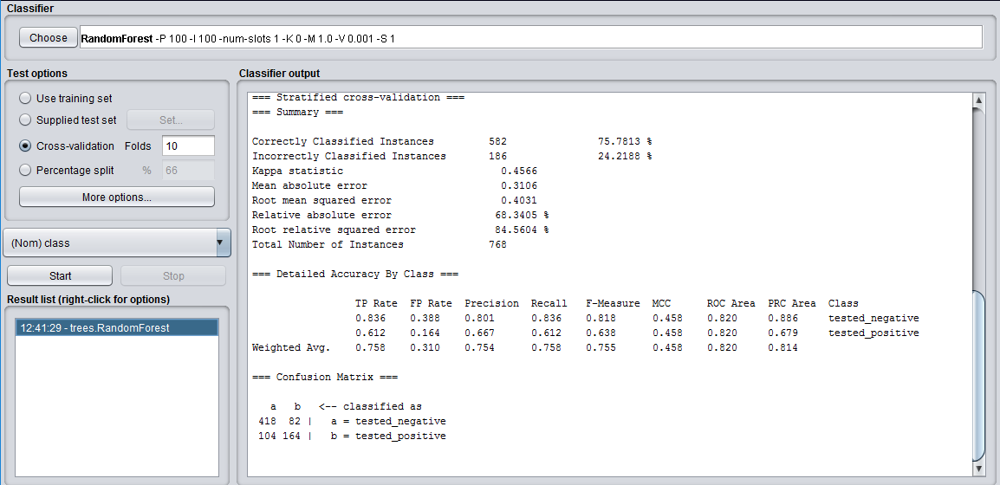 Classifier
Choose RandomForest -P 100 -I 100 -num-slots 1 -K 0 -M 1.0 -V 0.001 -S 1
Test options
Use training set
Supplied test set Set...
Cross-validation Folds 10
Percentage split % 66
More options...
(Nom) class
Start Stop
Result list (right-click for options)
12:41:29 - trees.RandomForest
Classifier output
=== Stratified cross-validation ===
=== Summary ===
Correctly Classified Instances 582 75.7813 %
Incorrectly Classified Instances 186 24.2188 %
Kappa statistic 0.4566
Mean absolute error 0.3106
Root mean squared error 0.4031
Relative absolute error 68.3405 %
Root relative squared error 84.5604 %
Total Number of Instances 768
=== Detailed Accuracy By Class ===
TP Rate FP Rate Precision Recall F-Measure MCC ROC Area PRC Area Class
0.836 0.388 0.801 0.836 0.818 0.458 0.820 0.886 tested_negative
0.612 0.164 0.667 0.612 0.638 0.458 0.820 0.679 tested_positive
Weighted Avg. 0.758 0.310 0.754 0.758 0.755 0.458 0.820 0.814
=== Confusion Matrix ===
a b <-- classified as
418 82 | a = tested_negative
104 164 | b = tested_positive